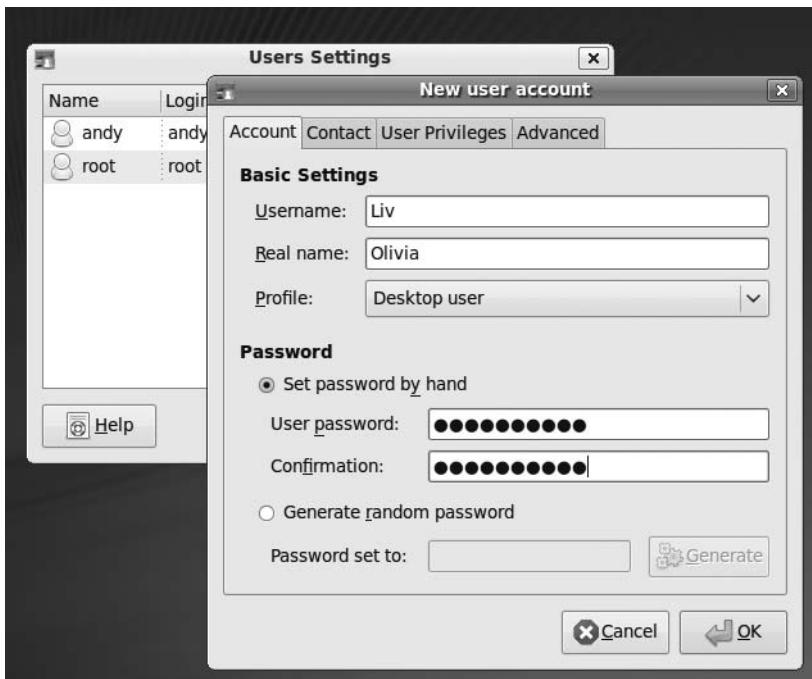 Users Settings
New user account
Name
andy
andy
root
root
Help
Account Contact User Privileges Advanced
Basic Settings
Username: Liv
Real name: Olivia
Profile: Desktop user
Password
Set password by hand
User password: ●●●●●●●●●●
Confirmation: ●●●●●●●●●●
Generate random password
Password set to: Generate
Cancel OK